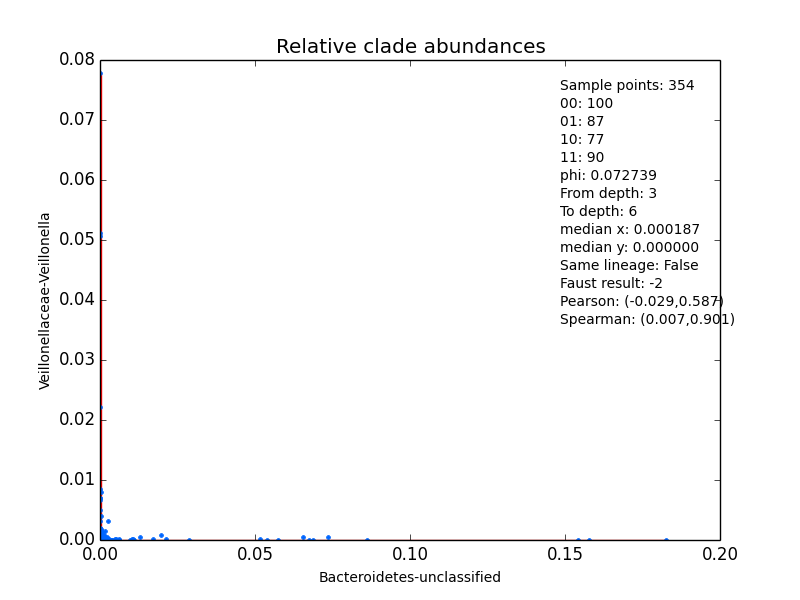 Relative clade abundances
0.08
0.07
0.06
0.05
0.04
0.03
0.02
0.01
0.00
Veillonellaceae-Veillonella
Sample points: 354
00: 100
01: 87
10: 77
11: 90
phi: 0.072739
From depth: 3
To depth: 6
median x: 0.000187
median y: 0.000000
Same lineage: False
Faust result: -2
Pearson: (-0.029,0.587)
Spearman: (0.007,0.901)
0.00 0.05 0.10 0.15 0.20
Bacteroidetes-unclassified